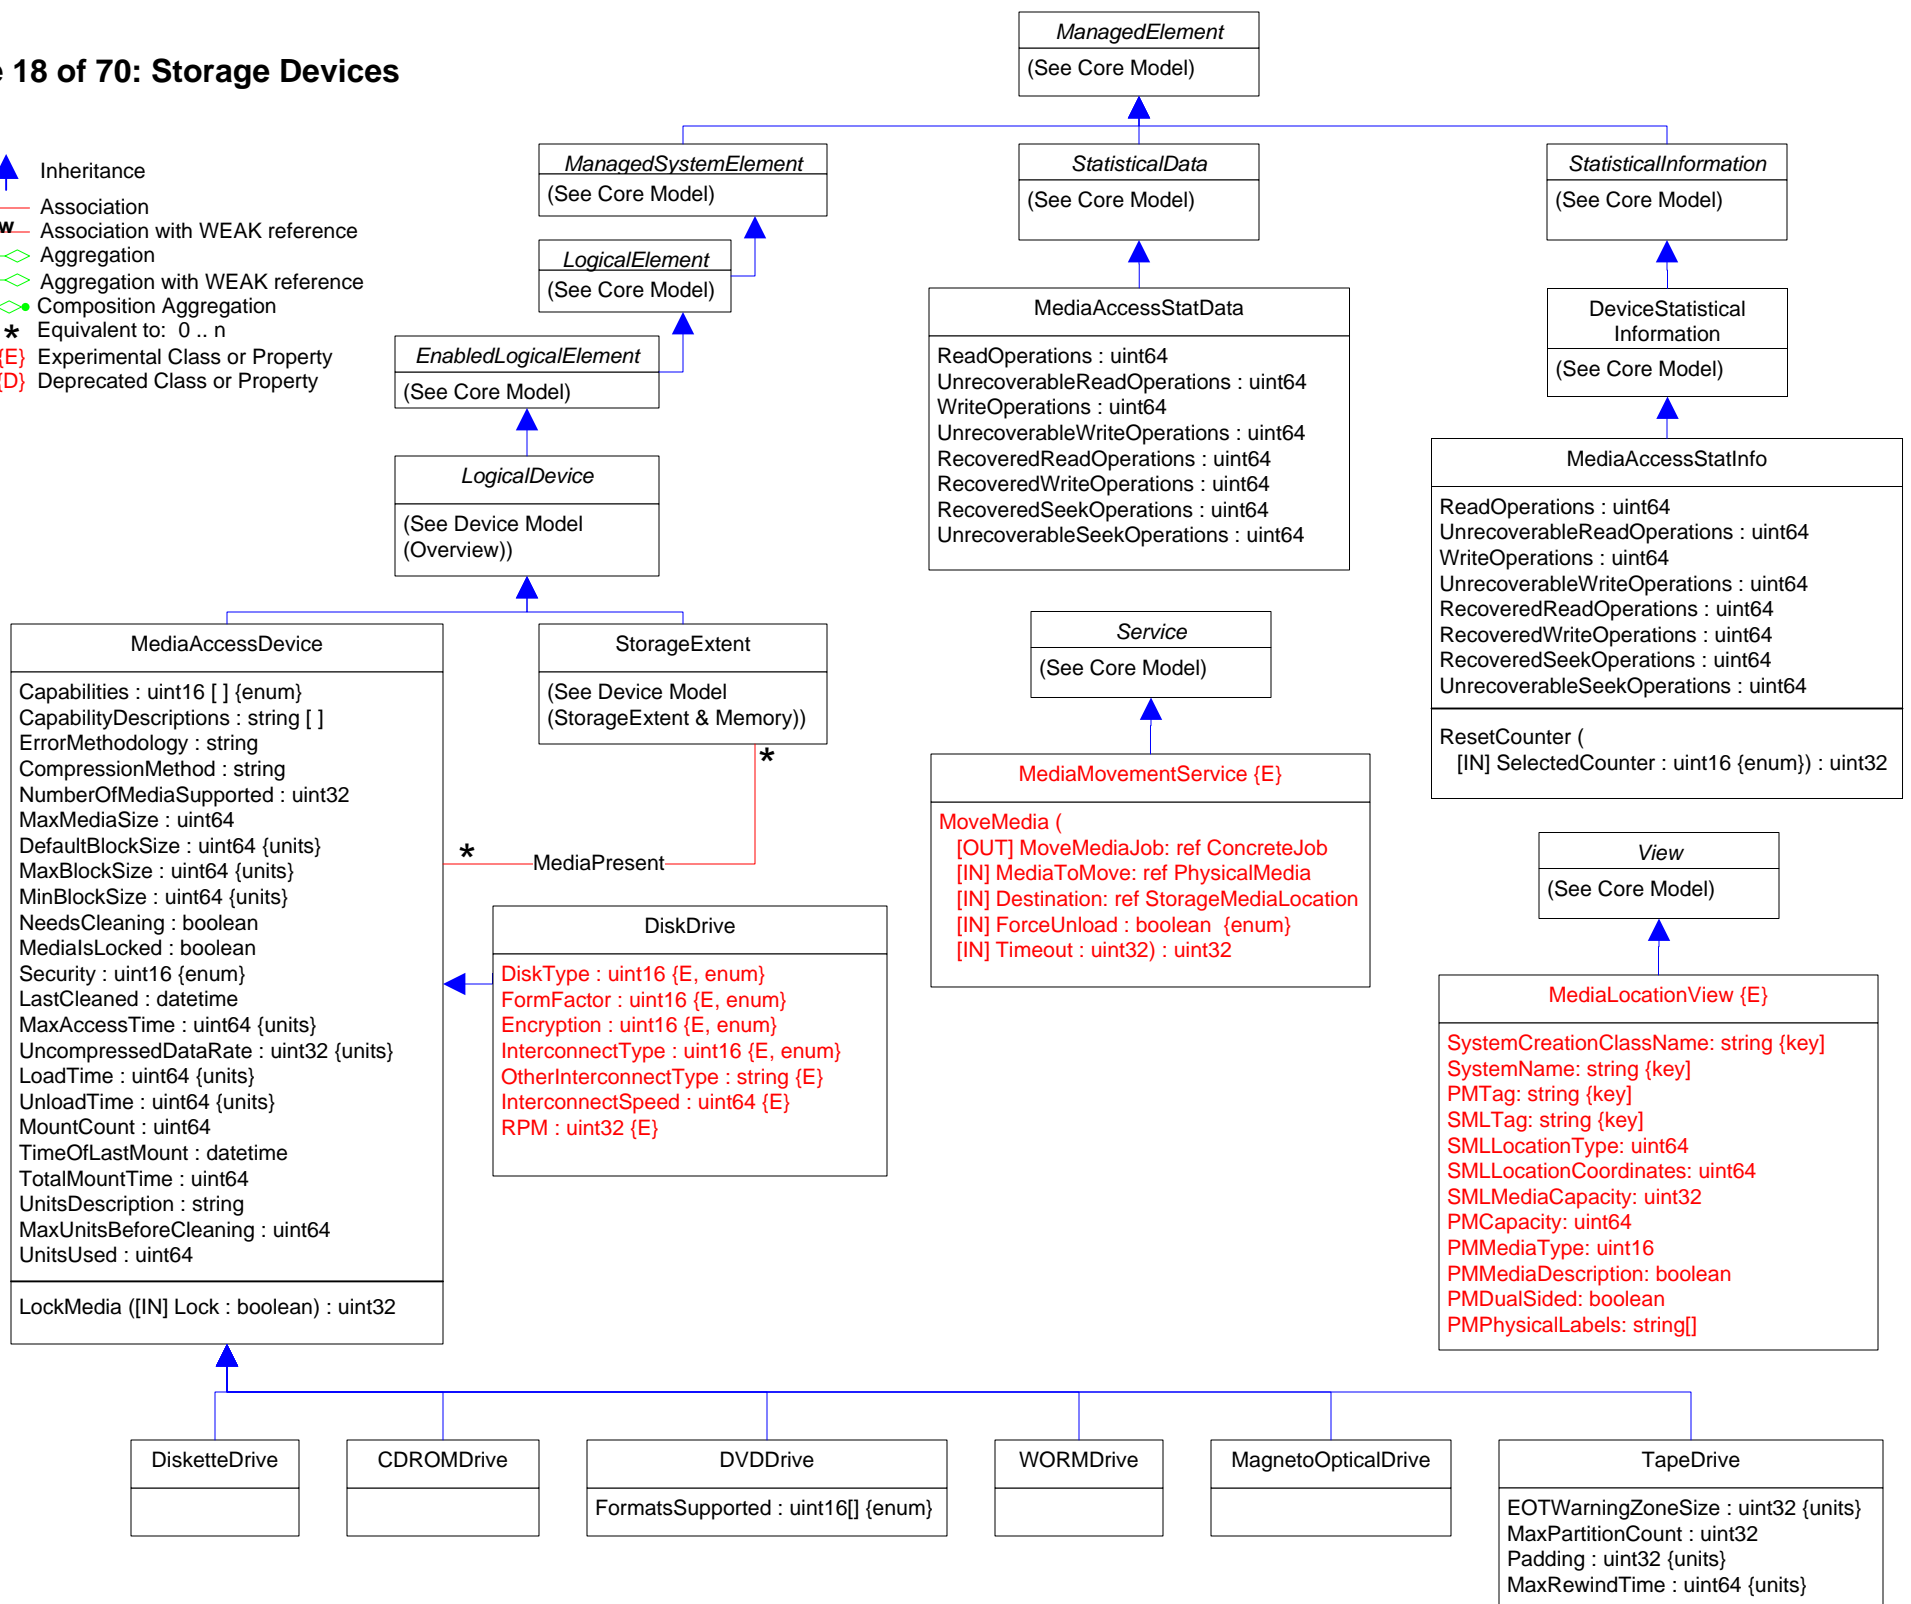 e 18 of 70: Storage Devices
Inheritance
Association
w Association with WEAK reference
Aggregation
Aggregation with WEAK reference
Composition Aggregation
* Equivalent to: 0 .. n
{E} Experimental Class or Property
{D} Deprecated Class or Property
ManagedElement
(See Core Model)
ManagedSystemElement
(See Core Model)
StatisticalData
(See Core Model)
StatisticalInformation
(See Core Model)
LogicalElement
(See Core Model)
EnabledLogicalElement
(See Core Model)
LogicalDevice
(See Device Model
(Overview))
MediaAccessStatData
ReadOperations : uint64
UnrecoverableReadOperations : uint64
WriteOperations : uint64
UnrecoverableWriteOperations : uint64
RecoveredReadOperations : uint64
RecoveredWriteOperations : uint64
RecoveredSeekOperations : uint64
UnrecoverableSeekOperations : uint64
DeviceStatistical
Information
(See Core Model)
MediaAccessStatInfo
ReadOperations : uint64
UnrecoverableReadOperations : uint64
WriteOperations : uint64
UnrecoverableWriteOperations : uint64
RecoveredReadOperations : uint64
RecoveredWriteOperations : uint64
RecoveredSeekOperations : uint64
UnrecoverableSeekOperations : uint64
ResetCounter (
[IN] SelectedCounter : uint16 {enum}) : uint32
MediaAccessDevice
Capabilities : uint16 [ ] {enum}
CapabilityDescriptions : string [ ]
ErrorMethodology : string
CompressionMethod : string
NumberOfMediaSupported : uint32
MaxMediaSize : uint64
DefaultBlockSize : uint64 {units}
MaxBlockSize : uint64 {units}
MinBlockSize : uint64 {units}
NeedsCleaning : boolean
MediaIsLocked : boolean
Security : uint16 {enum}
LastCleaned : datetime
MaxAccessTime : uint64 {units}
UncompressedDataRate : uint32 {units}
LoadTime : uint64 {units}
UnloadTime : uint64 {units}
MountCount : uint64
TimeOfLastMount : datetime
TotalMountTime : uint64
UnitsDescription : string
MaxUnitsBeforeCleaning : uint64
UnitsUsed : uint64
LockMedia ([IN] Lock : boolean) : uint32
StorageExtent
(See Device Model
(StorageExtent & Memory))
*
* MediaPresent
DiskDrive
DiskType : uint16 {E, enum}
FormFactor : uint16 {E, enum}
Encryption : uint16 {E, enum}
InterconnectType : uint16 {E, enum}
OtherInterconnectType : string {E}
InterconnectSpeed : uint64 {E}
RPM : uint32 {E}
Service
(See Core Model)
MediaMovementService {E}
MoveMedia (
[OUT] MoveMediaJob: ref ConcreteJob
[IN] MediaToMove: ref PhysicalMedia
[IN] Destination: ref StorageMediaLocation
[IN] ForceUnload : boolean {enum}
[IN] Timeout : uint32) : uint32
View
(See Core Model)
MediaLocationView {E}
SystemCreationClassName: string {key]
SystemName: string {key]
PMTag: string {key]
SMLTag: string {key]
SMLLocationType: uint64
SMLLocationCoordinates: uint64
SMLMediaCapacity: uint32
PMCapacity: uint64
PMMediaType: uint16
PMMediaDescription: boolean
PMDualSided: boolean
PMPhysicalLabels: string[]
DisketteDrive
CDROMDrive
DVDDrive
FormatsSupported : uint16[] {enum}
WORMDrive
MagnetoOpticalDrive
TapeDrive
EOTWarningZoneSize : uint32 {units}
MaxPartitionCount : uint32
Padding : uint32 {units}
MaxRewindTime : uint64 {units}